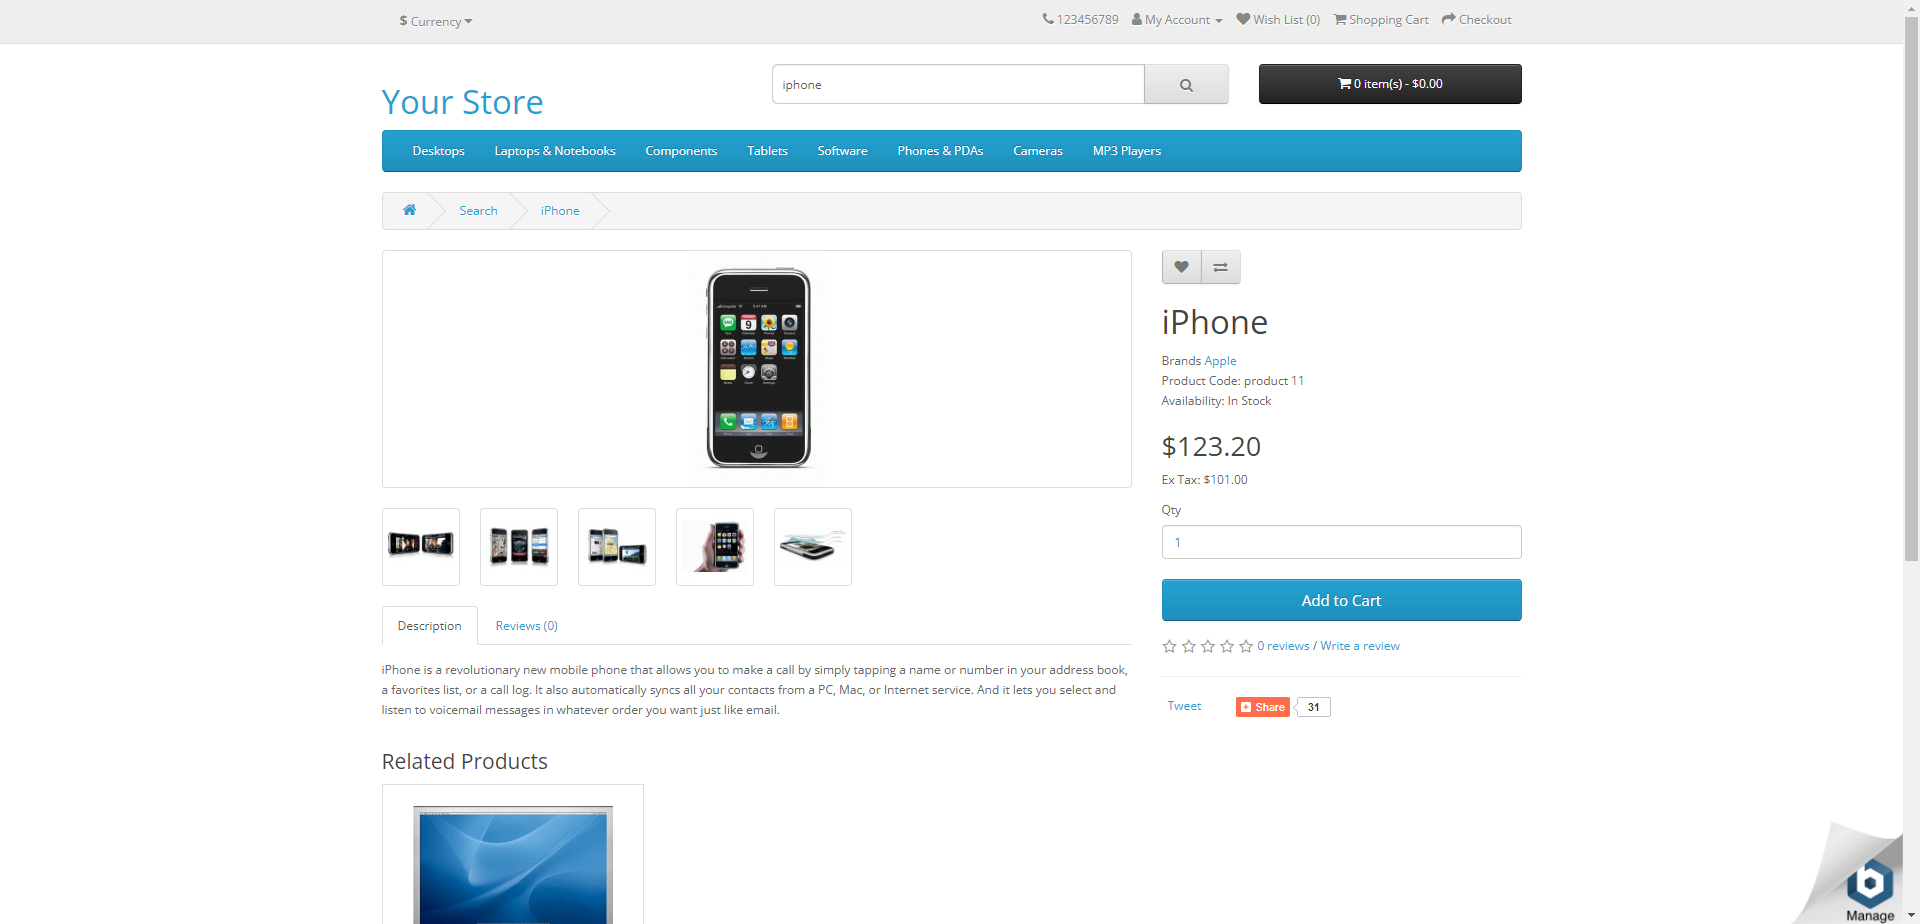 $ Currency
123456789 My Account Wish List (0) Shopping Cart Checkout
Your Store
iphone
0 item(s) - $0.00
Desktops Laptops & Notebooks Components Tablets Software Phones & PDAs Cameras MP3 Players
Search iPhone
iPhone
Brands Apple
Product Code: product 11
Availability: In Stock
$123.20
Ex Tax: $101.00
Qty
1
Add to Cart
0 reviews / Write a review
Tweet Share 31
Description Reviews (0)
iPhone is a revolutionary new mobile phone that allows you to make a call by simply tapping a name or number in your address book,
a favorites list, or a call log. It also automatically syncs all your contacts from a PC, Mac, or Internet service. And it lets you select and
listen to voicemail messages in whatever order you want just like email.
Related Products
b
Manage